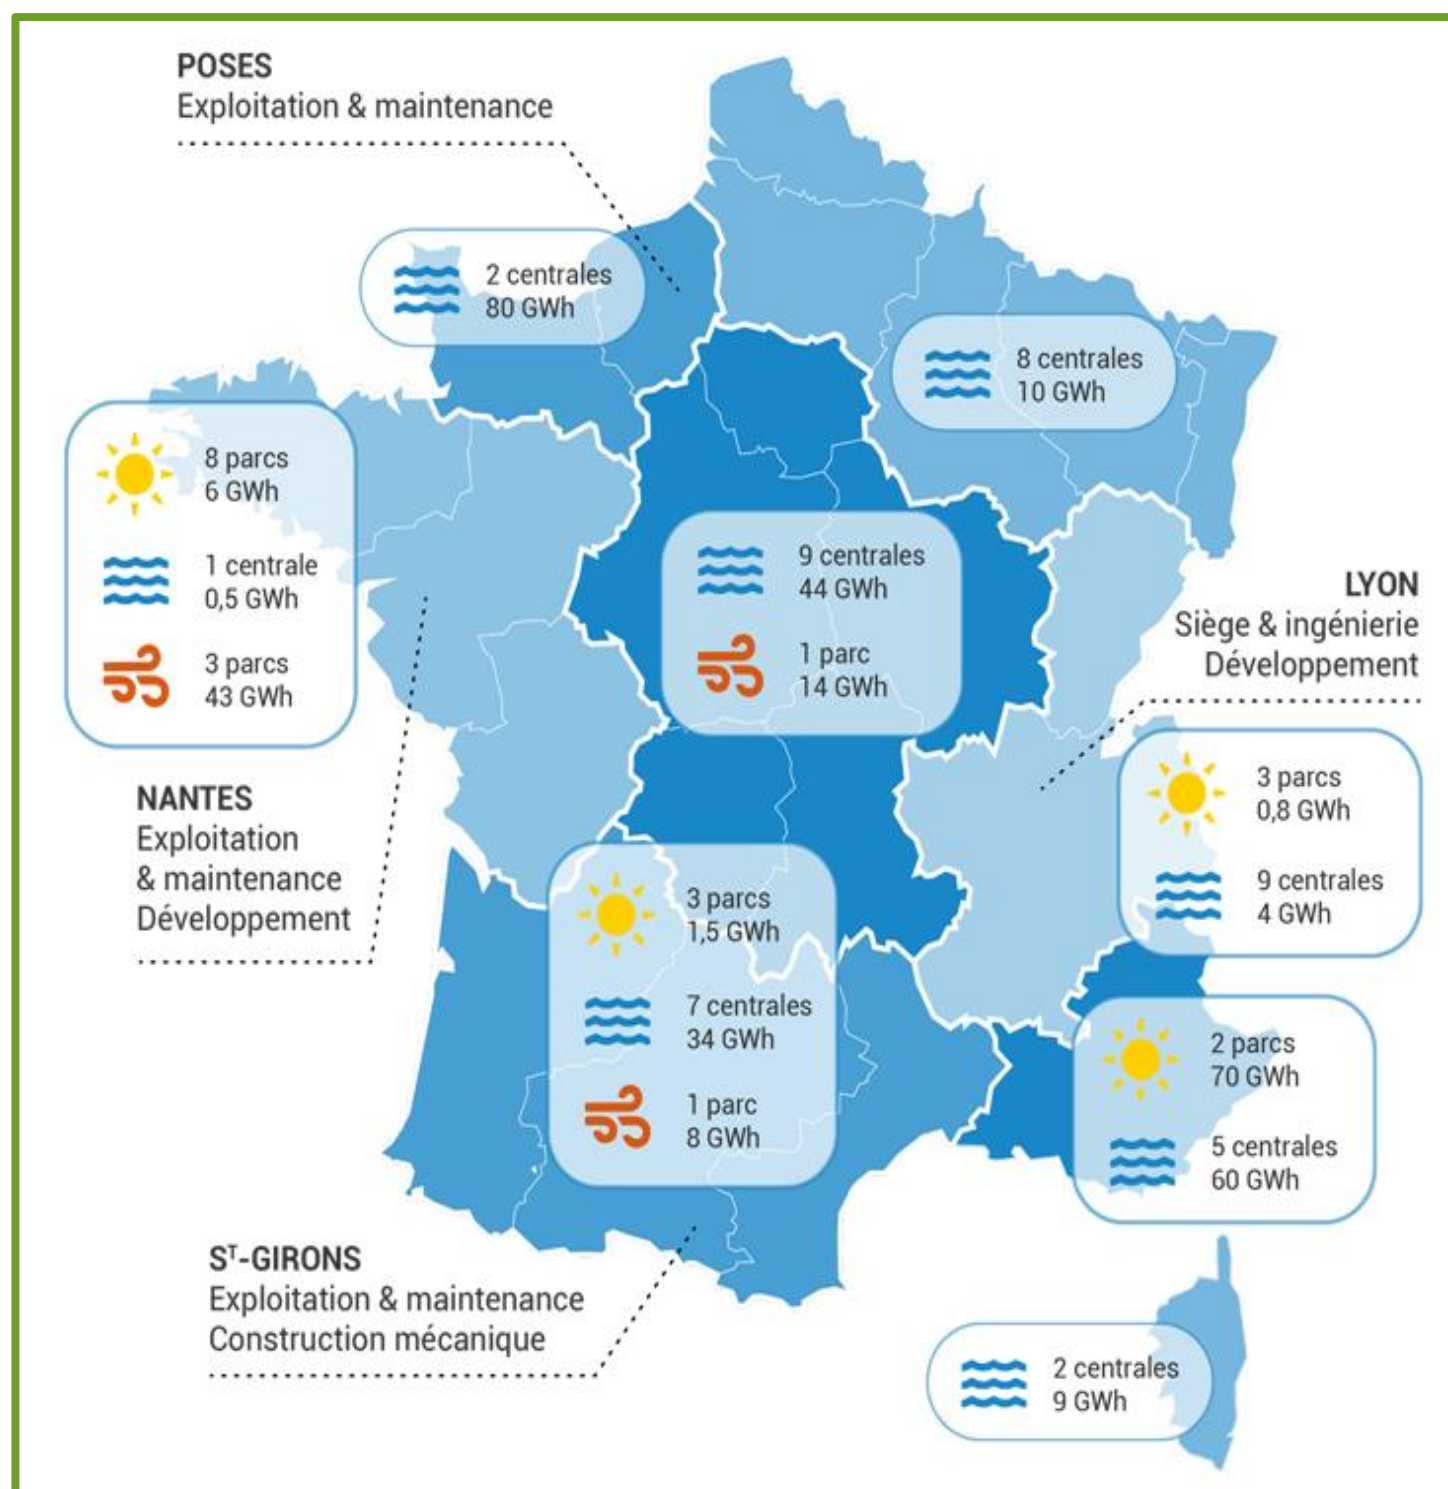 POSES
Exploitation & maintenance
2 centrales
80 GWh
8 centrales
10 GWh
8 parcs
6 GWh
1 centrale
0,5 GWh
3 parcs
43 GWh
9 centrales
44 GWh
1 parc
14 GWh
LYON
Siège & ingénierie
Développement
NANTES
Exploitation
& maintenance
Développement
3 parcs
0,8 GWh
9 centrales
4 GWh
3 parcs
1,5 GWh
7 centrales
34 GWh
1 parc
8 GWh
2 parcs
70 GWh
5 centrales
60 GWh
Sᵀ-GIRONS
Exploitation & maintenance
Construction mécanique
2 centrales
9 GWh